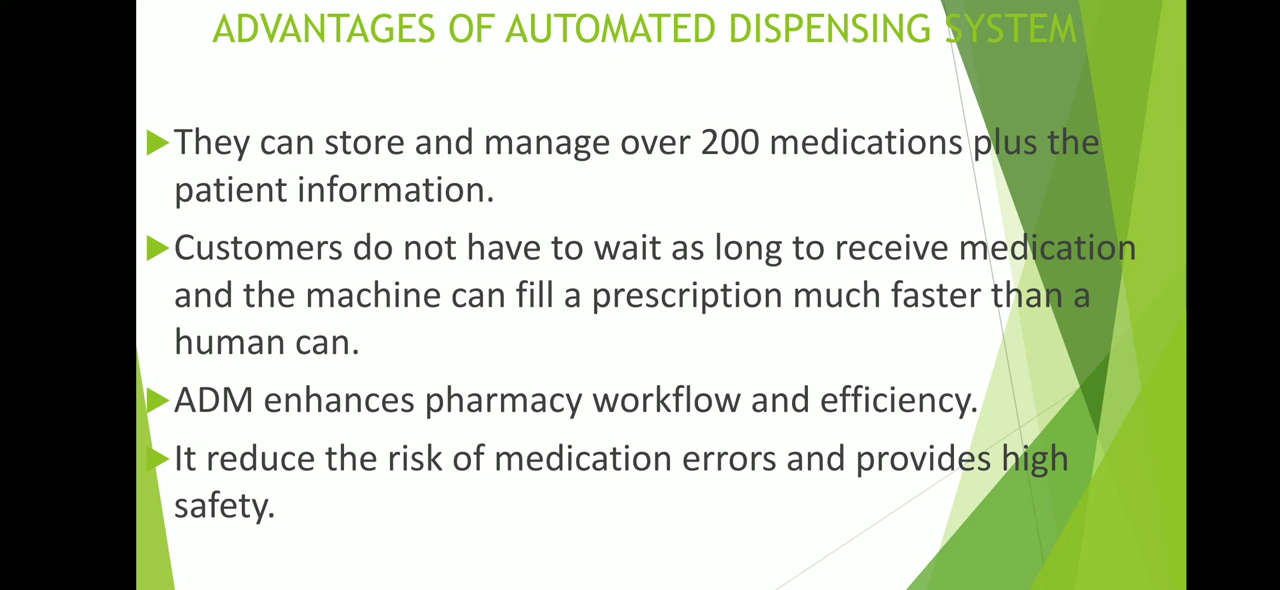 ADVANTAGES OF AUTOMATED DISPENSING SYSTEM
They can store and manage over 200 medications plus the
patient information.
Customers do not have to wait as long to receive medication
and the machine can fill a prescription much faster than a
human can.
ADM enhances pharmacy workflow and efficiency.
It reduce the risk of medication errors and provides high
safety.